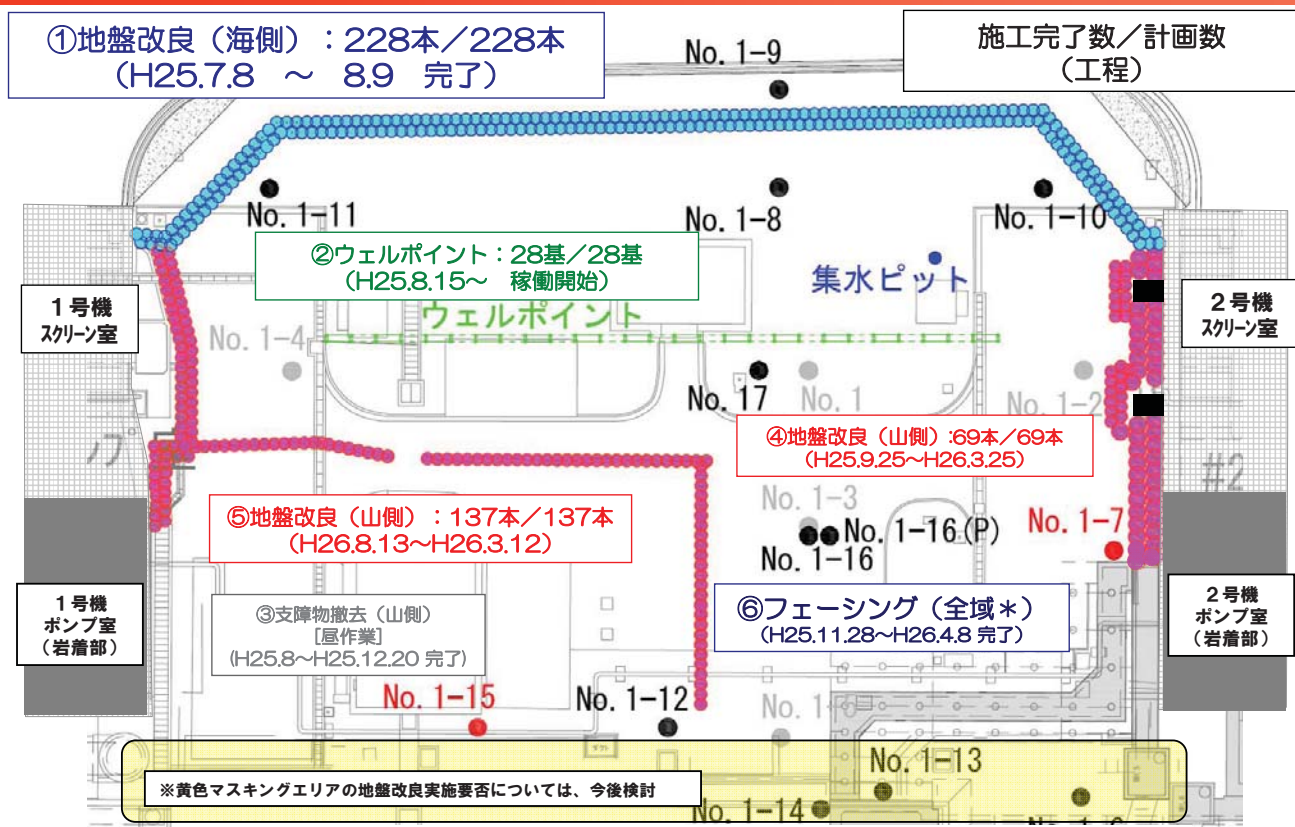 ①地盤改良（海側）：228本／228本
（H25.7.8 ～ 8.9 完了）
施工完了数／計画数
（工程）
No. 1-9
No. 1-11
No. 1-8
No. 1-10
②ウェルポイント：28基／28基
（H25.8.15～ 稼働開始）
集水ピット
1号機
スクリーン室
2号機
スクリーン室
ウェルポイント
No. 1-4
No. 17
No. 1
No. 1-2
④地盤改良（山側）：69本／69本
（H25.9.25～H26.3.25）
#2
No. 1-3
⑤地盤改良（山側）：137本／137本
（H26.8.13～H26.3.12）
No. 1-16(P)
No. 1-16
No. 1-7
1号機
ポンプ室
（岩着部）
③支障物撤去（山側）
[昼作業]
(H25.8～H25.12.20 完了)
⑥フェーシング（全域＊）
（H25.11.28～H26.4.8 完了）
2号機
ポンプ室
（岩着部）
No. 1-15
No. 1-12
No. 1-13
※黄色マスキングエリアの地盤改良実施要否については、今後検討
No. 1-14